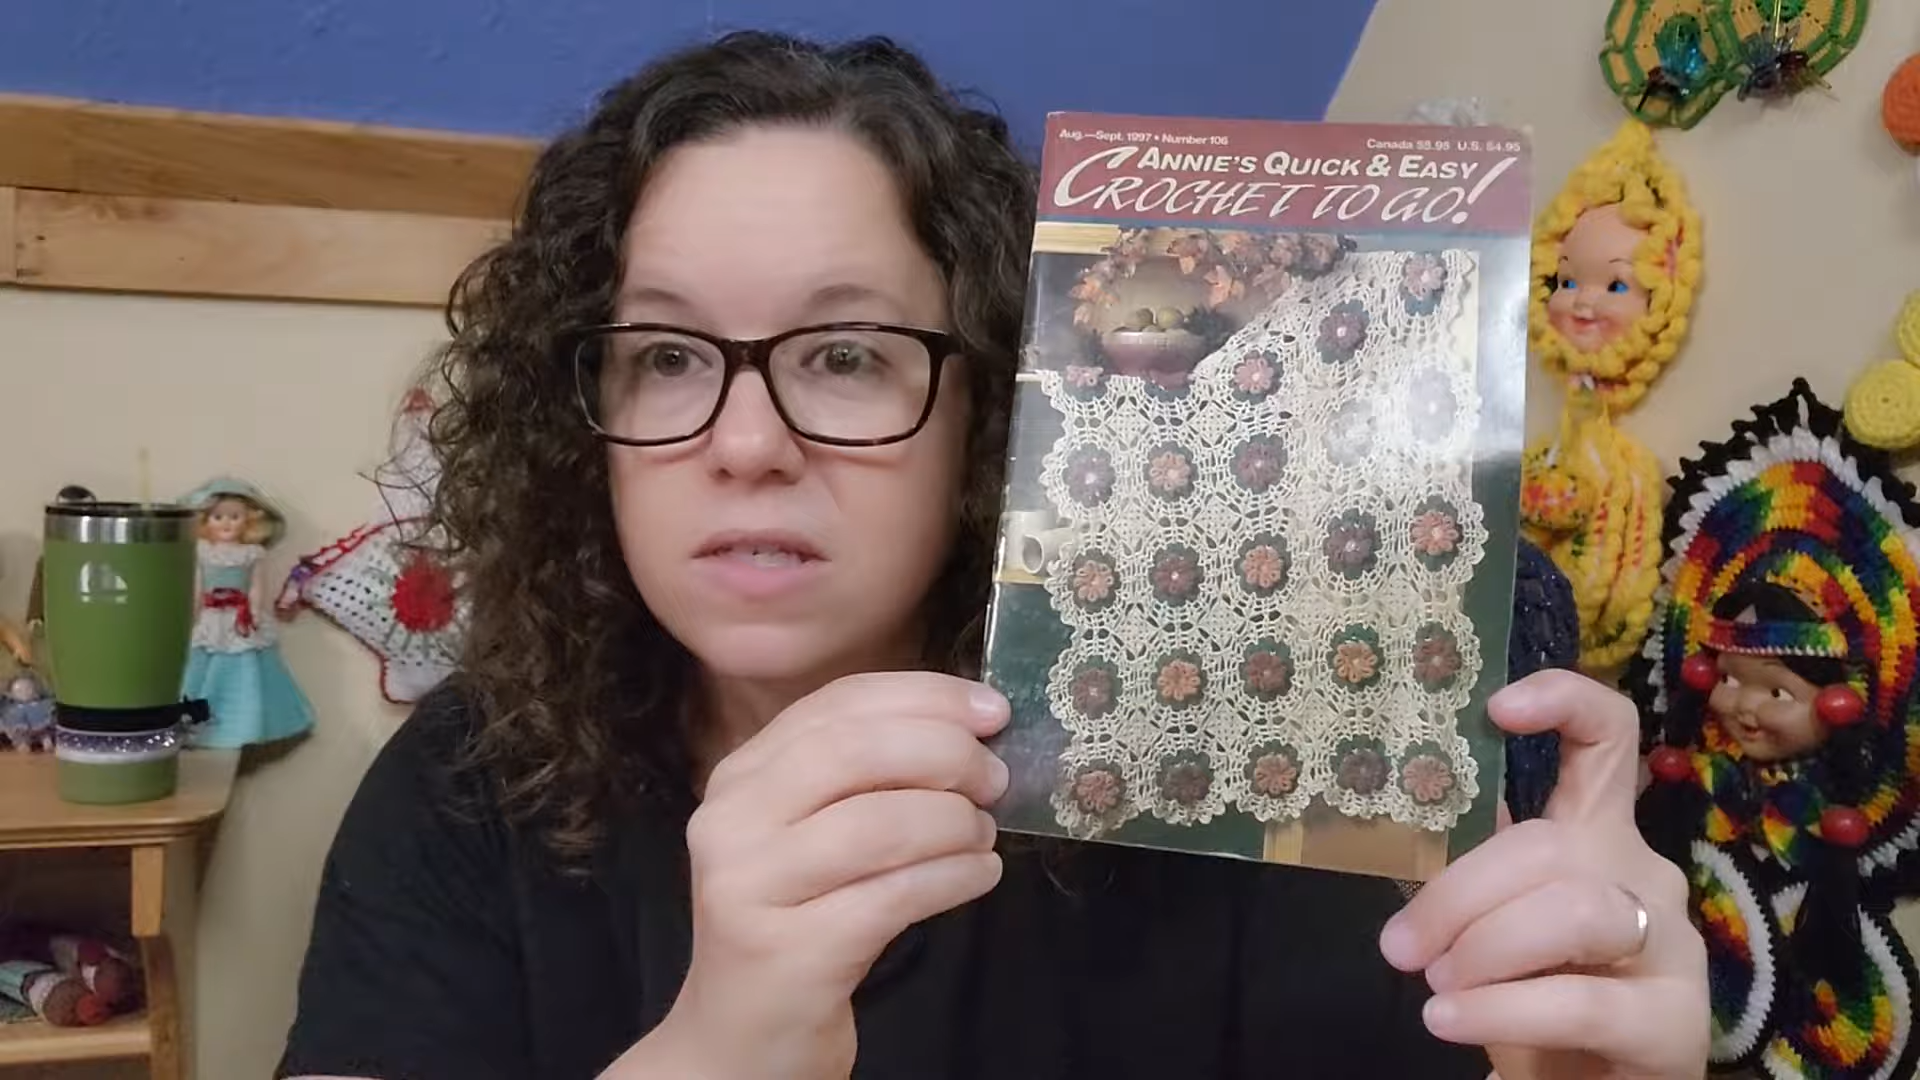 Aug.—Sept. 1997 • Number 106
Canada $5.95 U.S. $4.95
ANNIE'S QUICK & EASY
CROCHET TO GO!